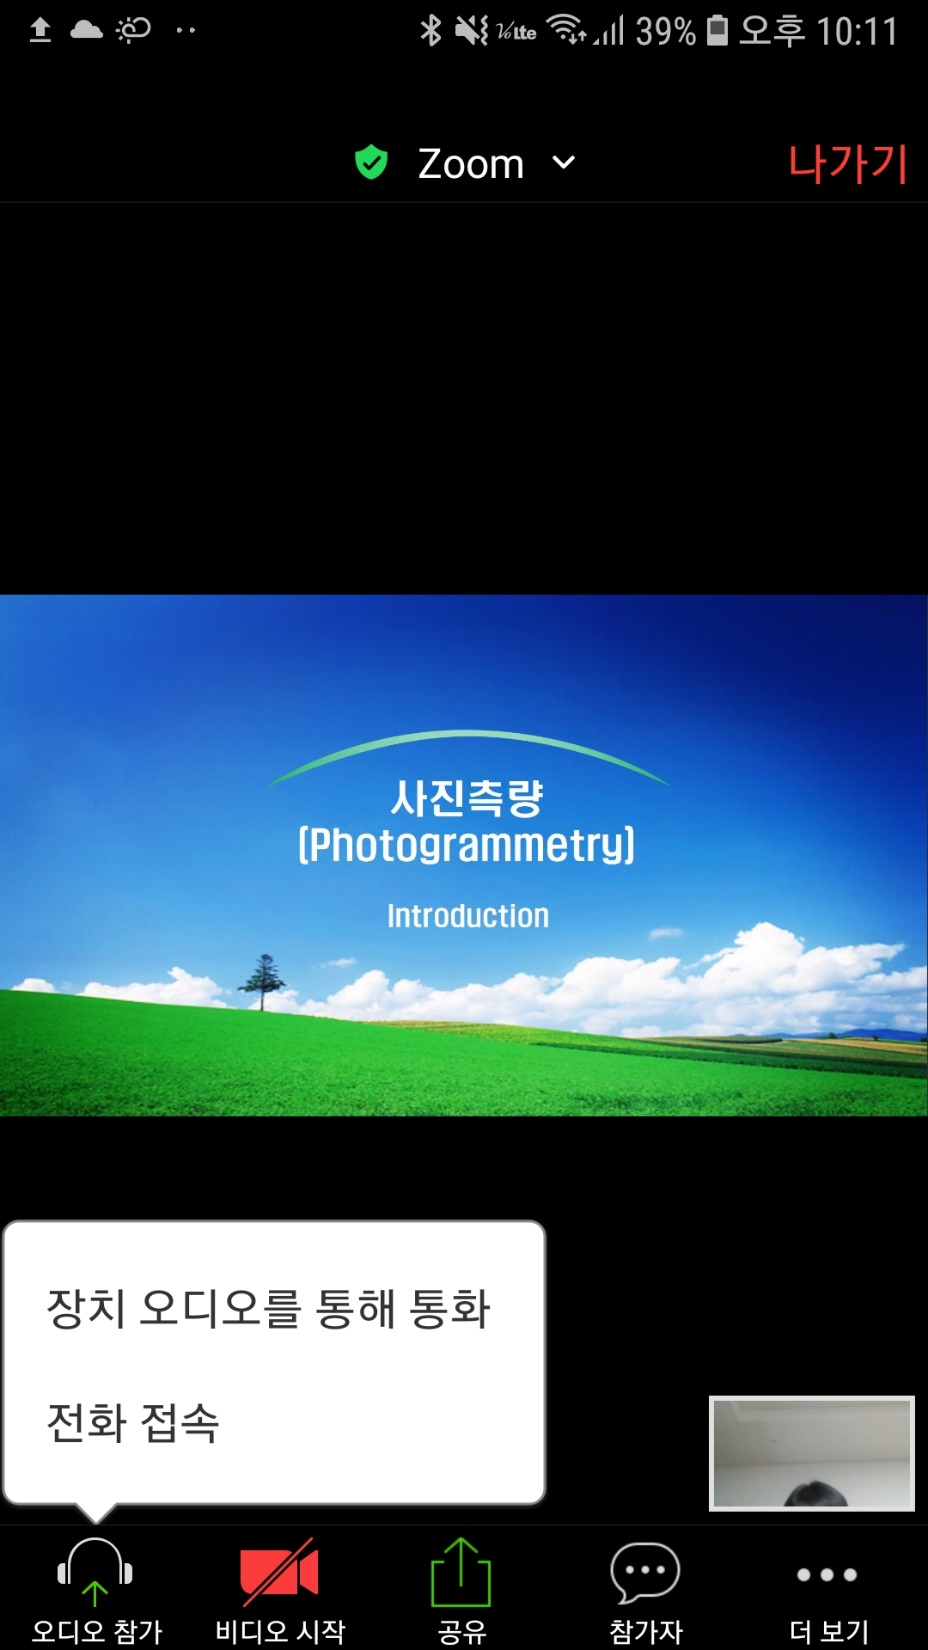 VoLTE 39% 오후 10:11
Zoom 나가기
사진측량
(Photogrammetry)
Introduction
장치 오디오를 통해 통화
전화 접속
오디오 참가 비디오 시작 공유 참가자 더 보기